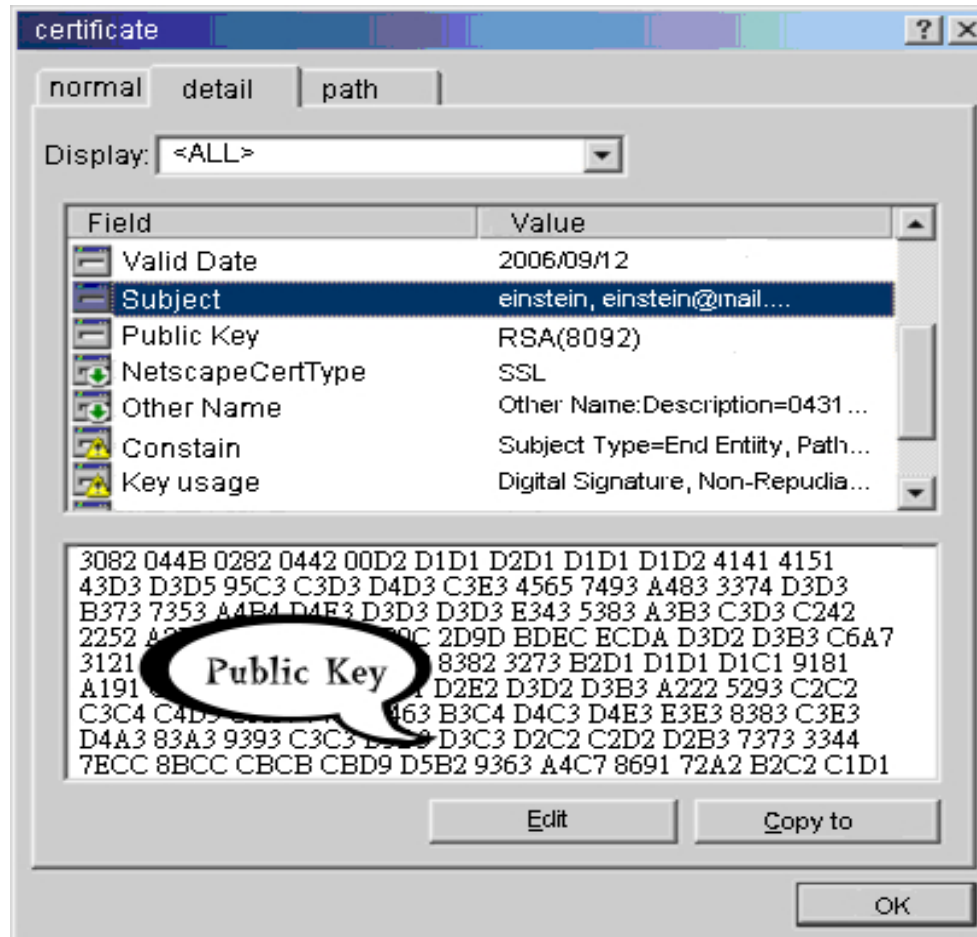 certificate
normal detail path
Display: <ALL>
Field Value
Valid Date 2006/09/12
Subject einstein, einstein@mail....
Public Key RSA(8092)
NetscapeCertType SSL
Other Name Other Name:Description=0431...
Constain Subject Type=End Entiity, Path...
Key usage Digital Signature, Non-Repudia...
3082 044B 0282 0442 00D2 D1D1 D2D1 D1D1 D1D2 4141 4151
43D3 D3D5 95C3 C3D3 D4D3 C3E3 4565 7493 A483 3374 D3D3
B373 7353 A4B4 D4E3 D3D3 D3D3 E343 5383 A3B3 C3D3 C242
2252 2D9D BDEC ECDA D3D2 D3B3 C6A7
3121 8382 3273 B2D1 D1D1 D1C1 9181
A191 D2E2 D3D2 D3B3 A222 5293 C2C2
C3C4 B3C4 D4C3 D4E3 E3E3 8383 C3E3
D4A3 83A3 9393 C3C3 D3C3 D2C2 C2D2 D2B3 7373 3344
7ECC 8BCC CBCB CBD9 D5B2 9363 A4C7 8691 72A2 B2C2 C1D1
Public Key
Edit Copy to
OK